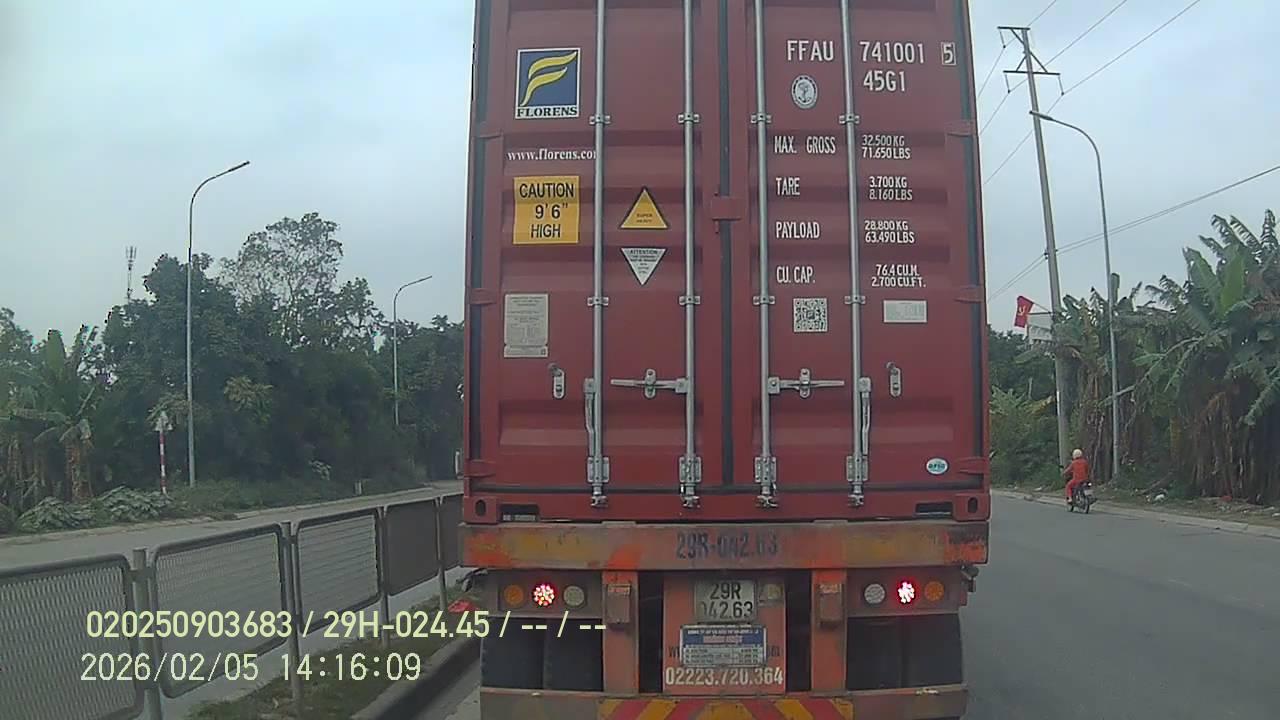 FFAU 741001 5
45G1
FLORENS
www.florens.co
CAUTION
9'6"
HIGH
SUPER
ATTENTION
MAX. GROSS 32.500 KG
71.650 LBS
TARE 3.700 KG
8.160 LBS
PAYLOAD 28.800 KG
63.490 LBS
CU. CAP. 76.4 CU.M.
2.700 CU.FT.
29R-042.63
29R
042.63
02223.720.364
020250903683 / 29H-024.45 / -- / --
2026/02/05 14:16:09